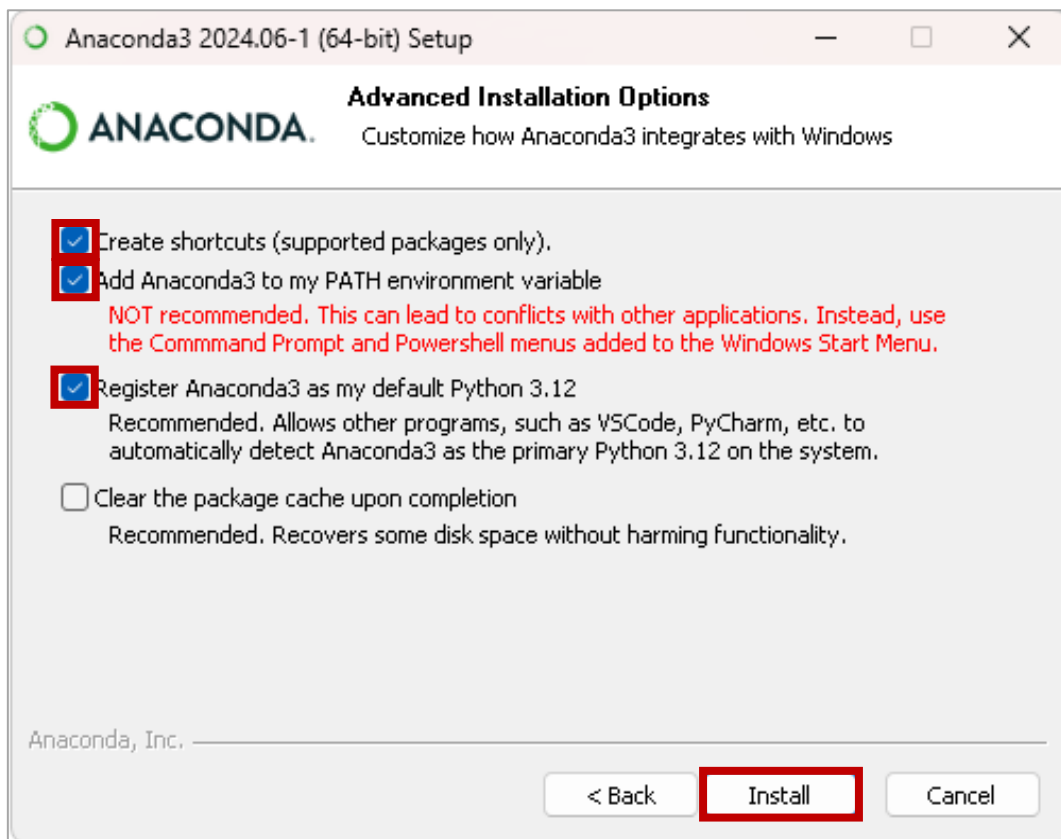 Anaconda3 2024.06-1 (64-bit) Setup
ANACONDA.
Advanced Installation Options
Customize how Anaconda3 integrates with Windows
Create shortcuts (supported packages only).
Add Anaconda3 to my PATH environment variable
NOT recommended. This can lead to conflicts with other applications. Instead, use
the Commmand Prompt and Powershell menus added to the Windows Start Menu.
Register Anaconda3 as my default Python 3.12
Recommended. Allows other programs, such as VSCode, PyCharm, etc. to
automatically detect Anaconda3 as the primary Python 3.12 on the system.
Clear the package cache upon completion
Recommended. Recovers some disk space without harming functionality.
Anaconda, Inc.
< Back Install Cancel